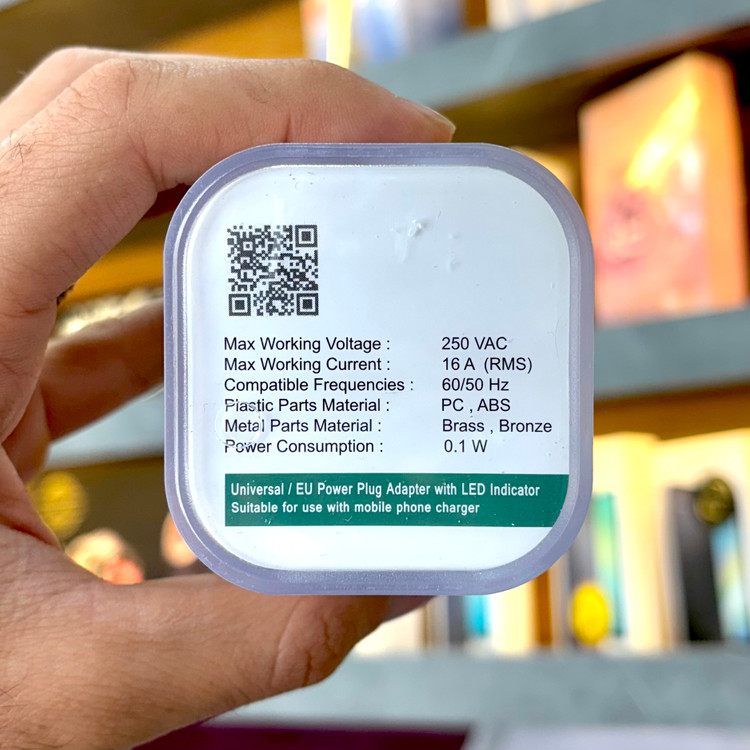 Max Working Voltage : 250 VAC
Max Working Current : 16 A (RMS)
Compatible Frequencies : 60/50 Hz
Plastic Parts Material : PC , ABS
Metal Parts Material : Brass , Bronze
Power Consumption : 0.1 W
Universal / EU Power Plug Adapter with LED Indicator
Suitable for use with mobile phone charger